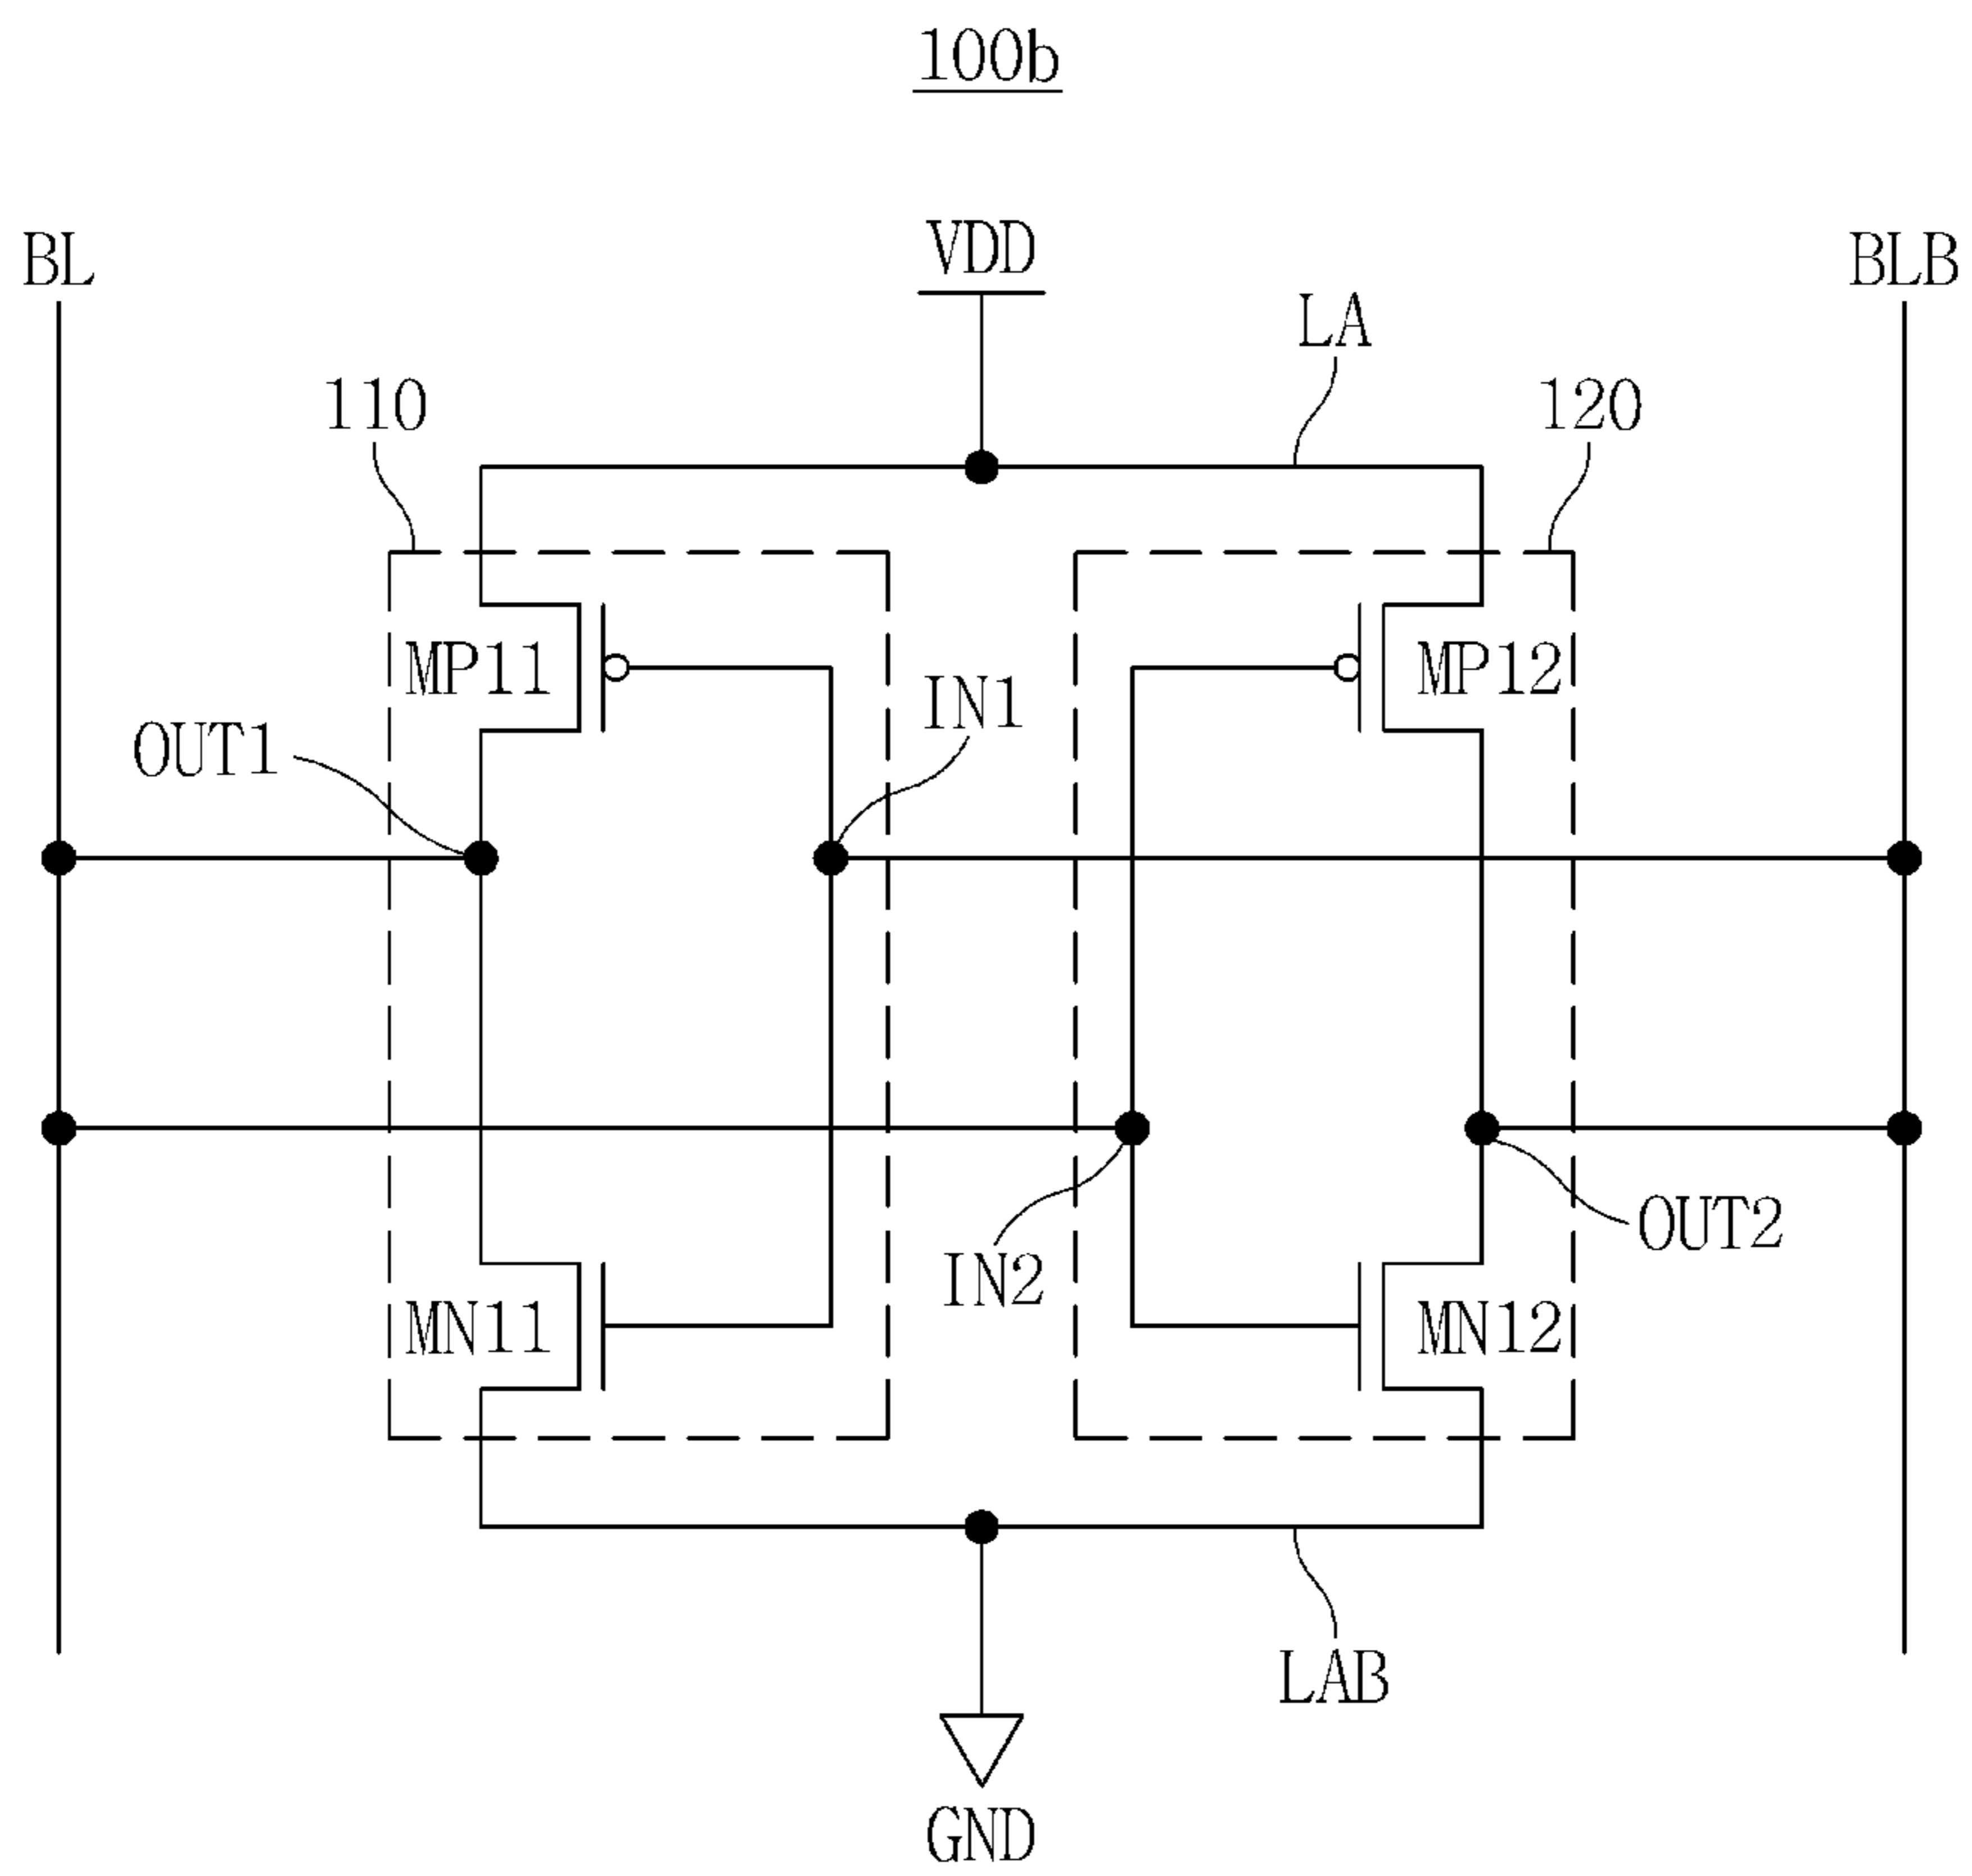 100b
VDD
BL
BLB
LA
110
120
MP11
MP12
IN1
OUT1
OUT2
IN2
MN11
MN12
LAB
GND